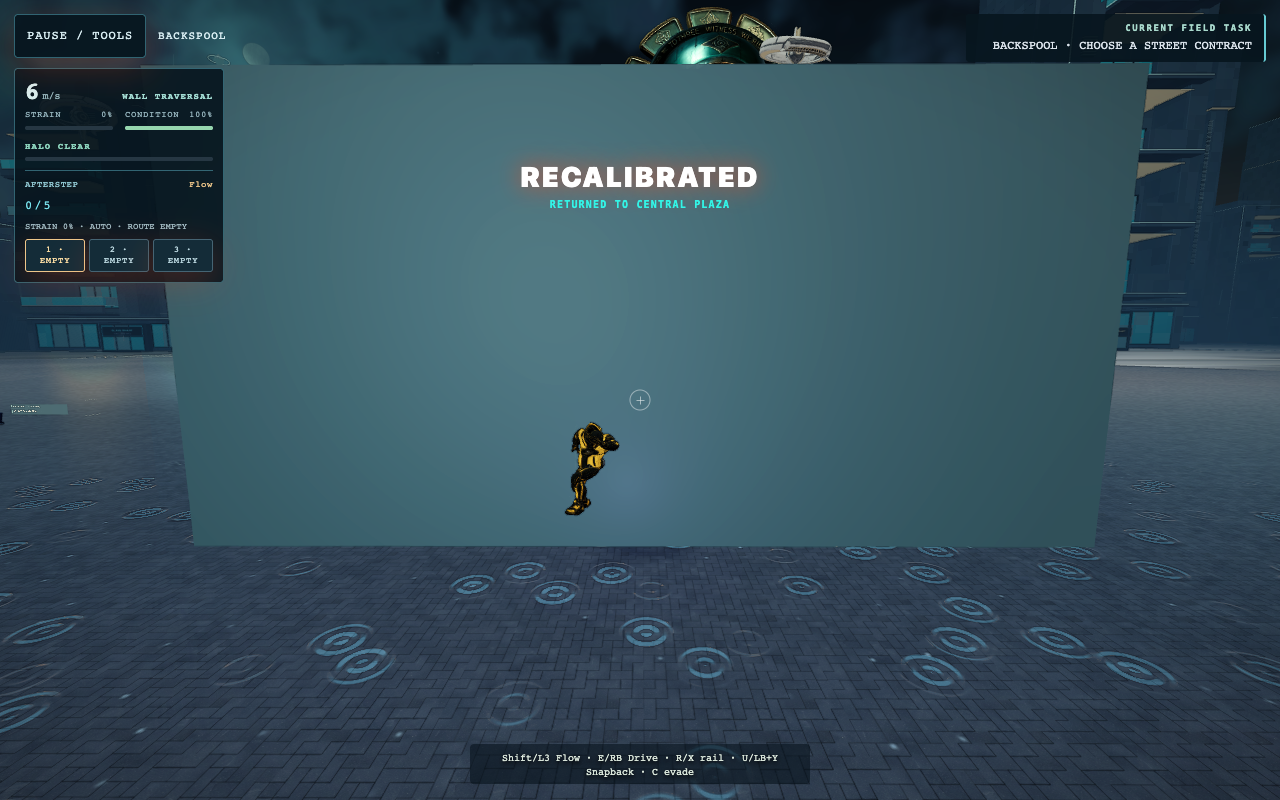 PAUSE / TOOLS
BACKSPOOL
CURRENT FIELD TASK
BACKSPOOL · CHOOSE A STREET CONTRACT
6 m/s
WALL TRAVERSAL
STRAIN 0%
CONDITION 100%
HALO CLEAR
AFTERSTEP
Flow
0/5
STRAIN 0% · AUTO · ROUTE EMPTY
1 ·
EMPTY
2 ·
EMPTY
3 ·
EMPTY
RECALIBRATED
RETURNED TO CENTRAL PLAZA
Shift/L3 Flow · E/RB Drive · R/X rail · U/LB+Y
Snapback · C evade